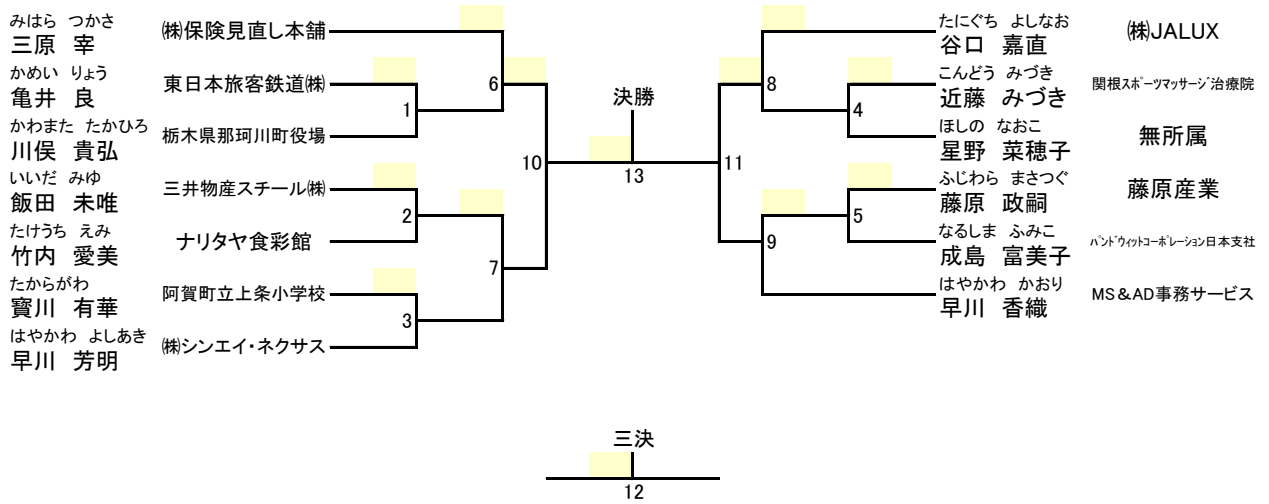 みはら つかさ
三原 宰 ㈱保険見直し本舗
かめい りょう
亀井 良 東日本旅客鉄道㈱
かわまた たかひろ
川俣 貴弘 栃木県那珂川町役場
いいだ みゆ
飯田 未唯 三井物産スチール㈱
たけうち えみ
竹内 愛美 ナリタヤ食彩館
たからがわ
寳川 有華 阿賀町立上条小学校
はやかわ よしあき
早川 芳明 ㈱シンエイ・ネクサス
1
2
3
6
7
10
決勝
13
11
8
9
4
5
たにぐち よしなお
谷口 嘉直 ㈱JALUX
こんどう みづき
近藤 みづき 関根スポーツマッサージ治療院
ほしの なおこ
星野 菜穂子 無所属
ふじわら まさつぐ
藤原 政嗣 藤原産業
なるしま ふみこ
成島 富美子 パンドウィットコーポレーション日本支社
はやかわ かおり
早川 香織 MS&AD事務サービス
三決
12